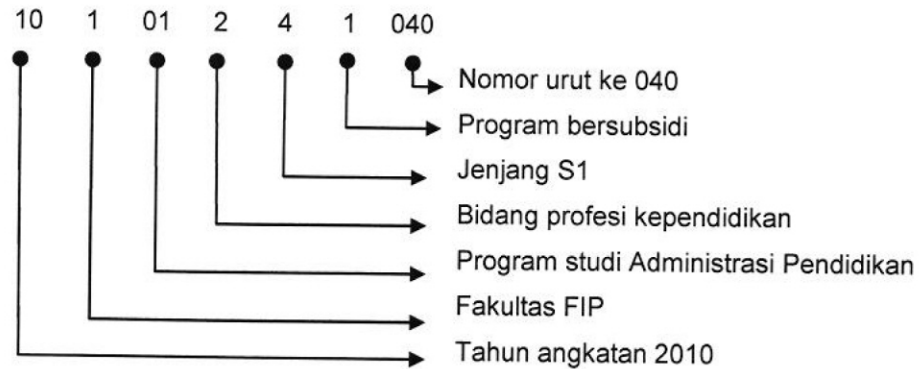 10 1 01 2 4 1 040
Nomor urut ke 040
Program bersubsidi
Jenjang S1
Bidang profesi kependidikan
Program studi Administrasi Pendidikan
Fakultas FIP
Tahun angkatan 2010